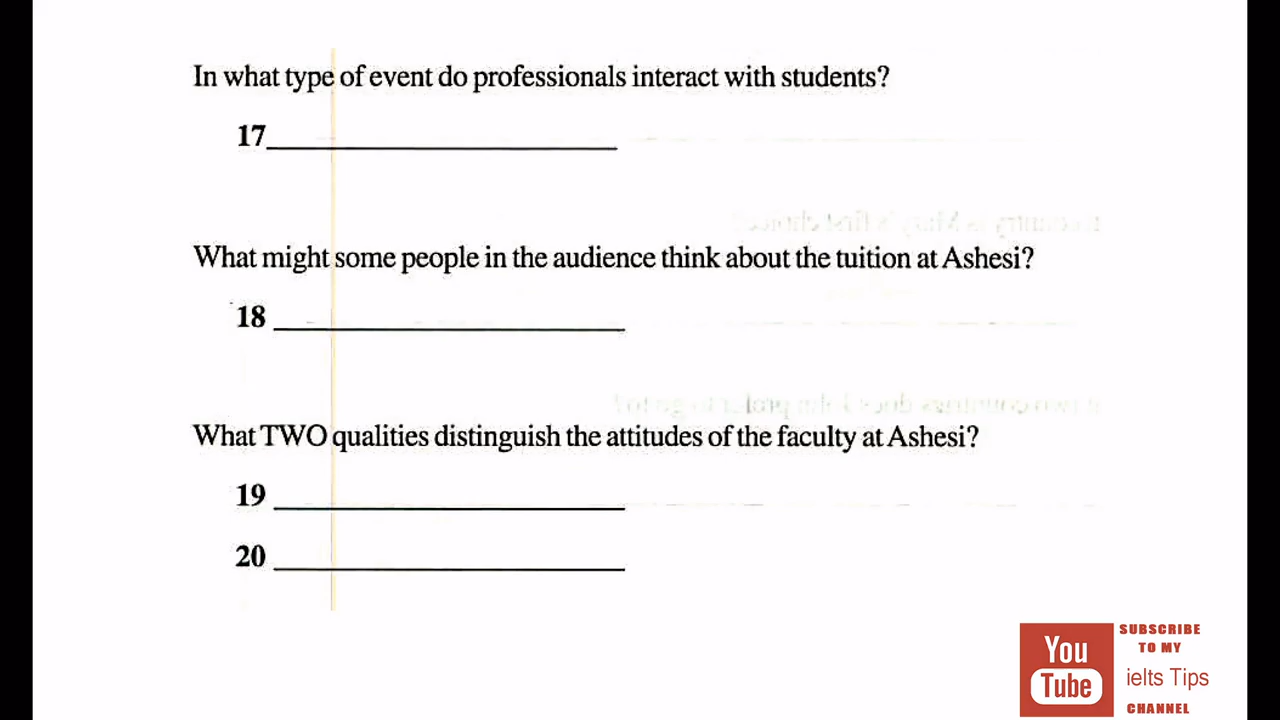 In what type of event do professionals interact with students?
17
What might some people in the audience think about the tuition at Ashesi?
18
What TWO qualities distinguish the attitudes of the faculty at Ashesi?
19
20
You
Tube
SUBSCRIBE
TO MY
ielts Tips
CHANNEL